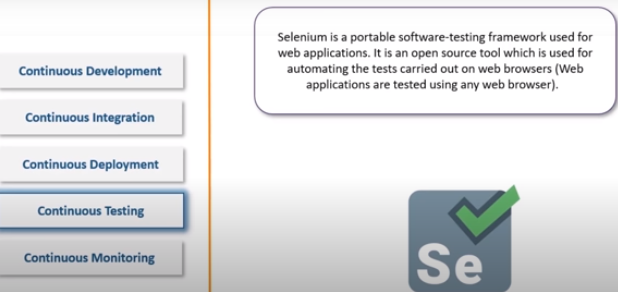 Selenium is a portable software-testing framework used for
web applications. It is an open source tool which is used for
automating the tests carried out on web browsers (Web
applications are tested using any web browser).
Continuous Development
Continuous Integration
Continuous Deployment
Continuous Testing
Continuous Monitoring
Se